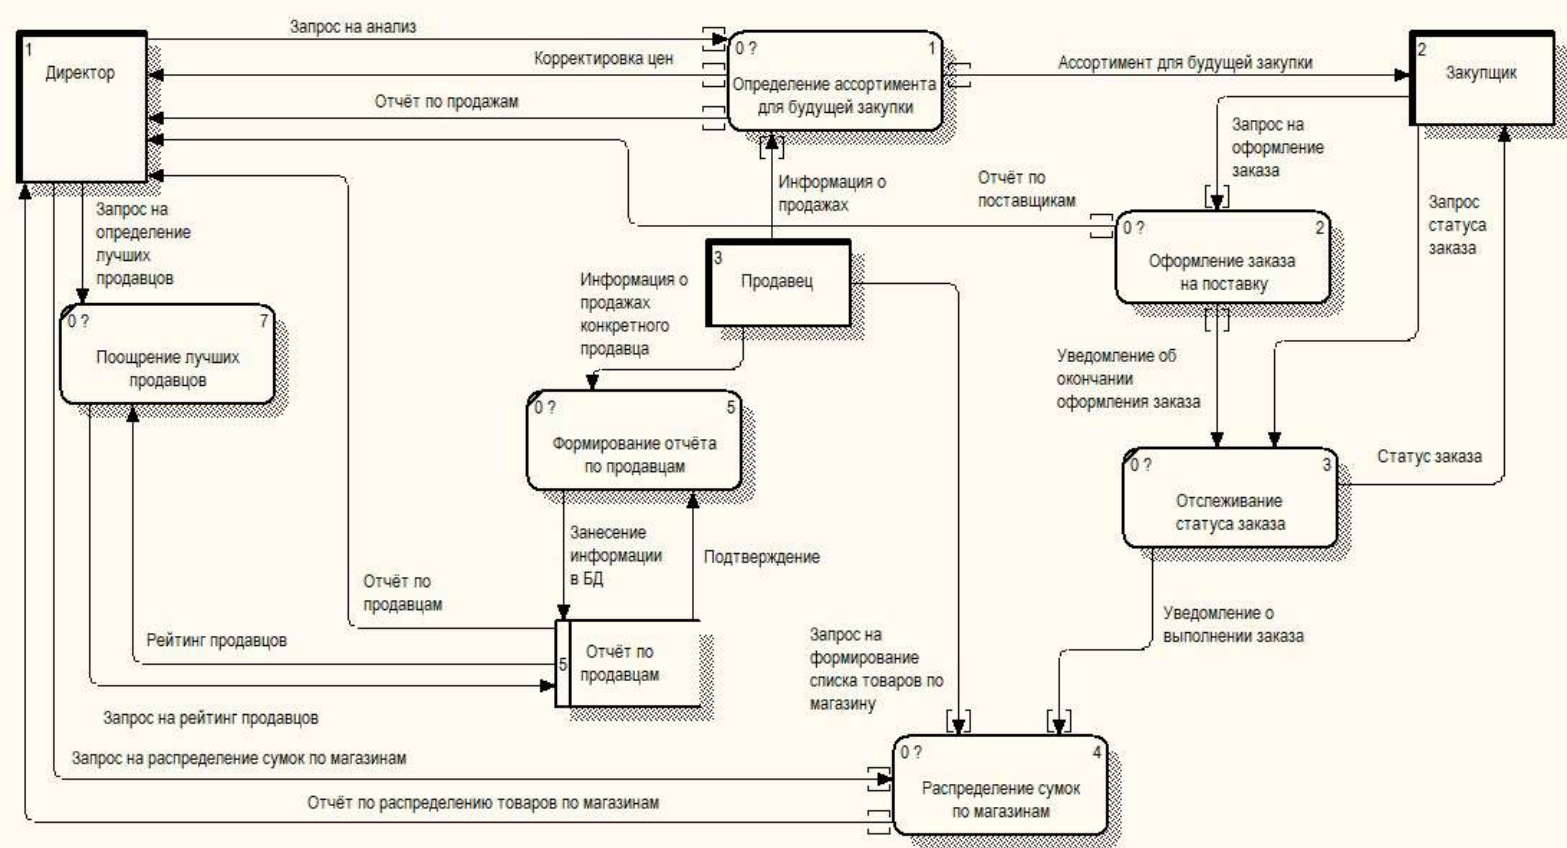 Запрос на анализ
1
Директор
Корректировка цен
Отчёт по продажам
0 ?
1
Определение ассортимента
для будущей закупки
Ассортимент для будущей закупки
2
Закупщик
Запрос на
оформление
заказа
Информация о
продажах
Отчёт по
поставщикам
Запрос
статуса
заказа
Запрос на
определение
лучших
продавцов
0 ?
2
Оформление заказа
на поставку
3
Продавец
Информация о
продажах
конкретного
продавца
0 ?
7
Поощрение лучших
продавцов
Уведомление об
окончании
оформления заказа
0 ?
5
Формирование отчёта
по продавцам
0 ?
3
Отслеживание
статуса заказа
Статус заказа
Занесение
информации
в БД
Подтверждение
Отчёт по
продавцам
Рейтинг продавцов
5
Отчёт по
продавцам
Запрос на
формирование
списка товаров по
магазину
Уведомление о
выполнении заказа
Запрос на рейтинг продавцов
Запрос на распределение сумок по магазинам
Отчёт по распределению товаров по магазинам
0 ?
4
Распределение сумок
по магазинам